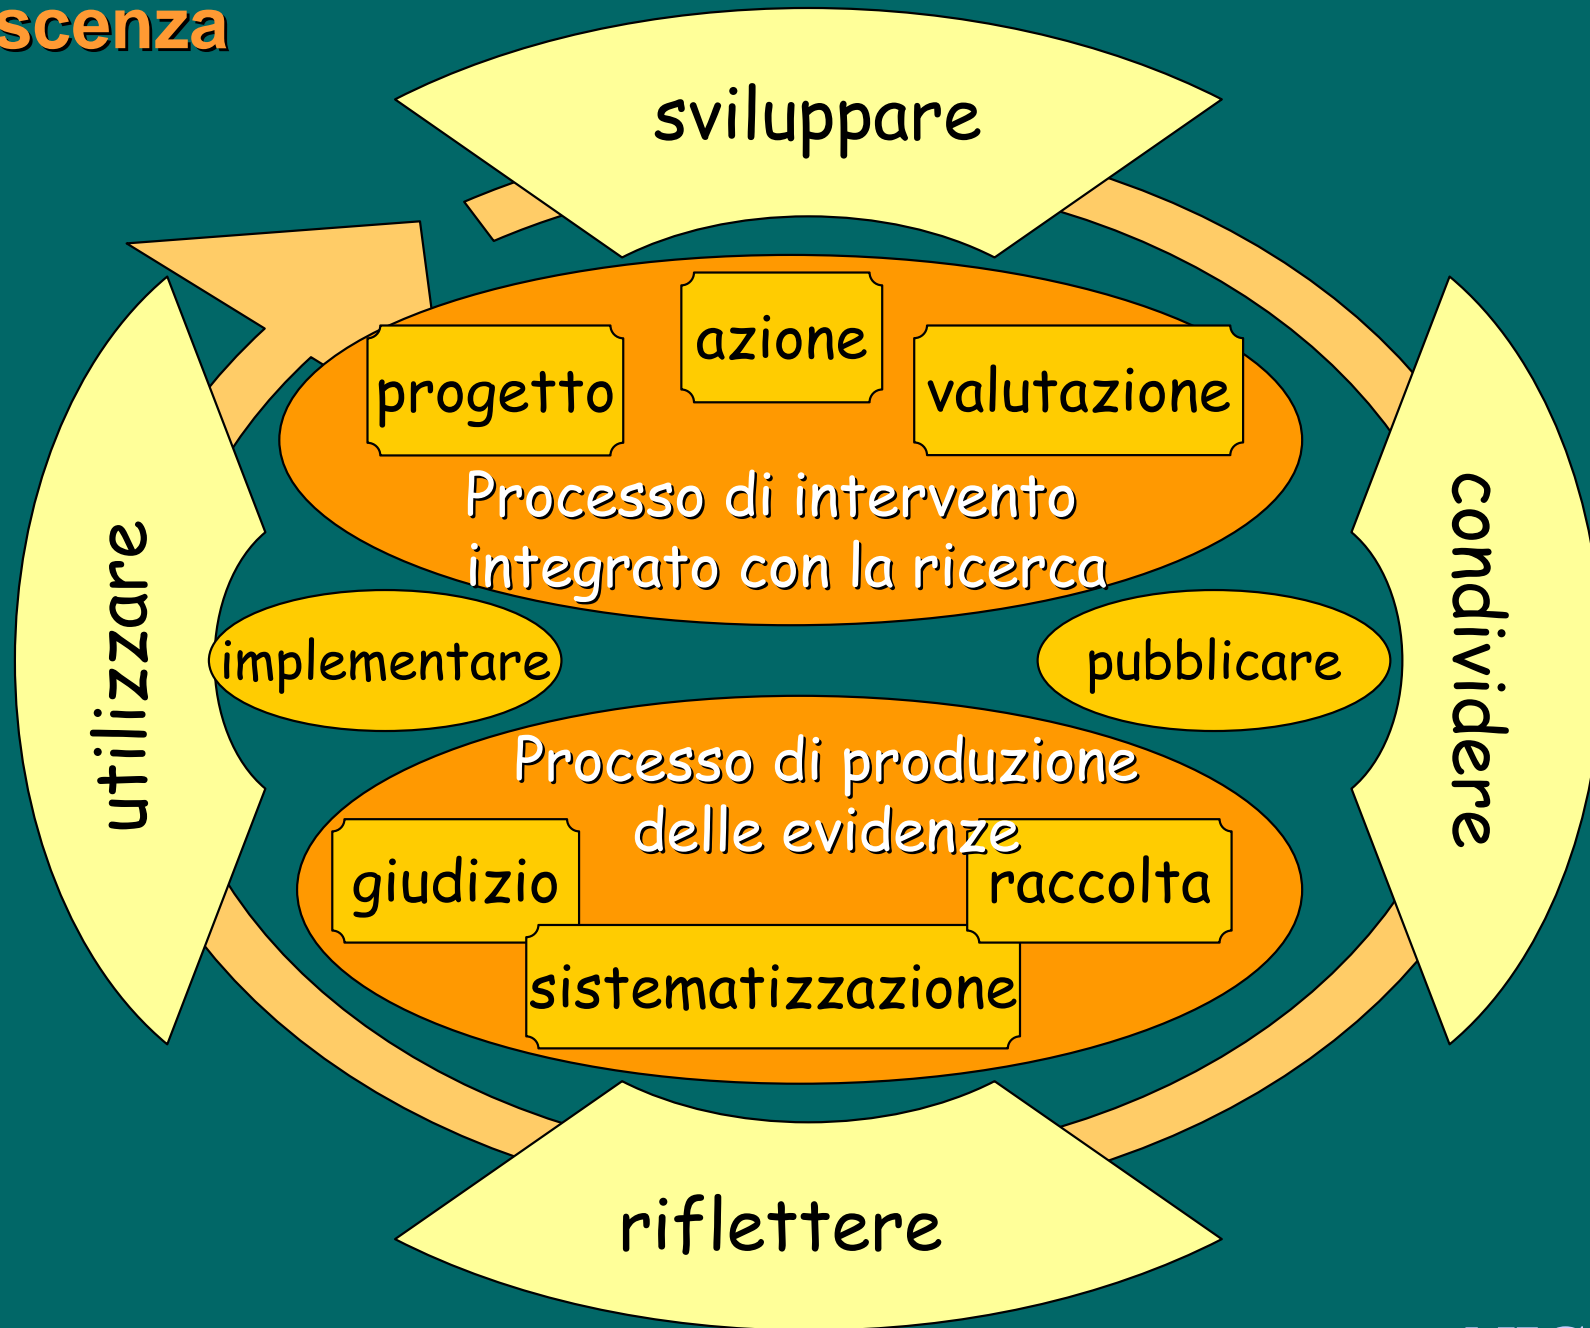 scenza
sviluppare
azione
progetto
valutazione
Processo di intervento
integrato con la ricerca
utilizzare
condividere
implementare
pubblicare
Processo di produzione
delle evidenze
giudizio
raccolta
sistematizzazione
riflettere